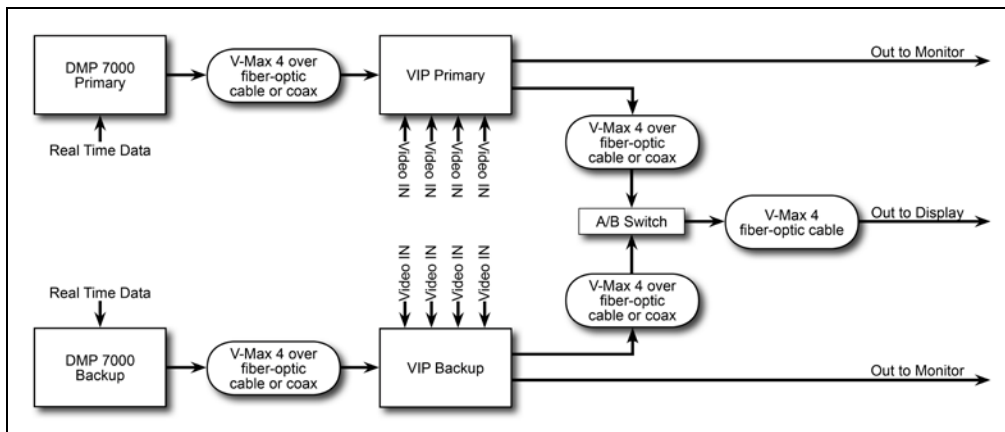 DMP 7000
Primary
V-Max 4 over
fiber-optic
cable or coax
VIP Primary
Out to Monitor
Real Time Data
Video IN
Video IN
Video IN
Video IN
V-Max 4 over
fiber-optic
cable or coax
A/B Switch
V-Max 4
fiber-optic cable
Out to Display
Video IN
Video IN
Video IN
Video IN
V-Max 4 over
fiber-optic
cable or coax
Real Time Data
DMP 7000
Backup
V-Max 4 over
fiber-optic
cable or coax
VIP Backup
Out to Monitor